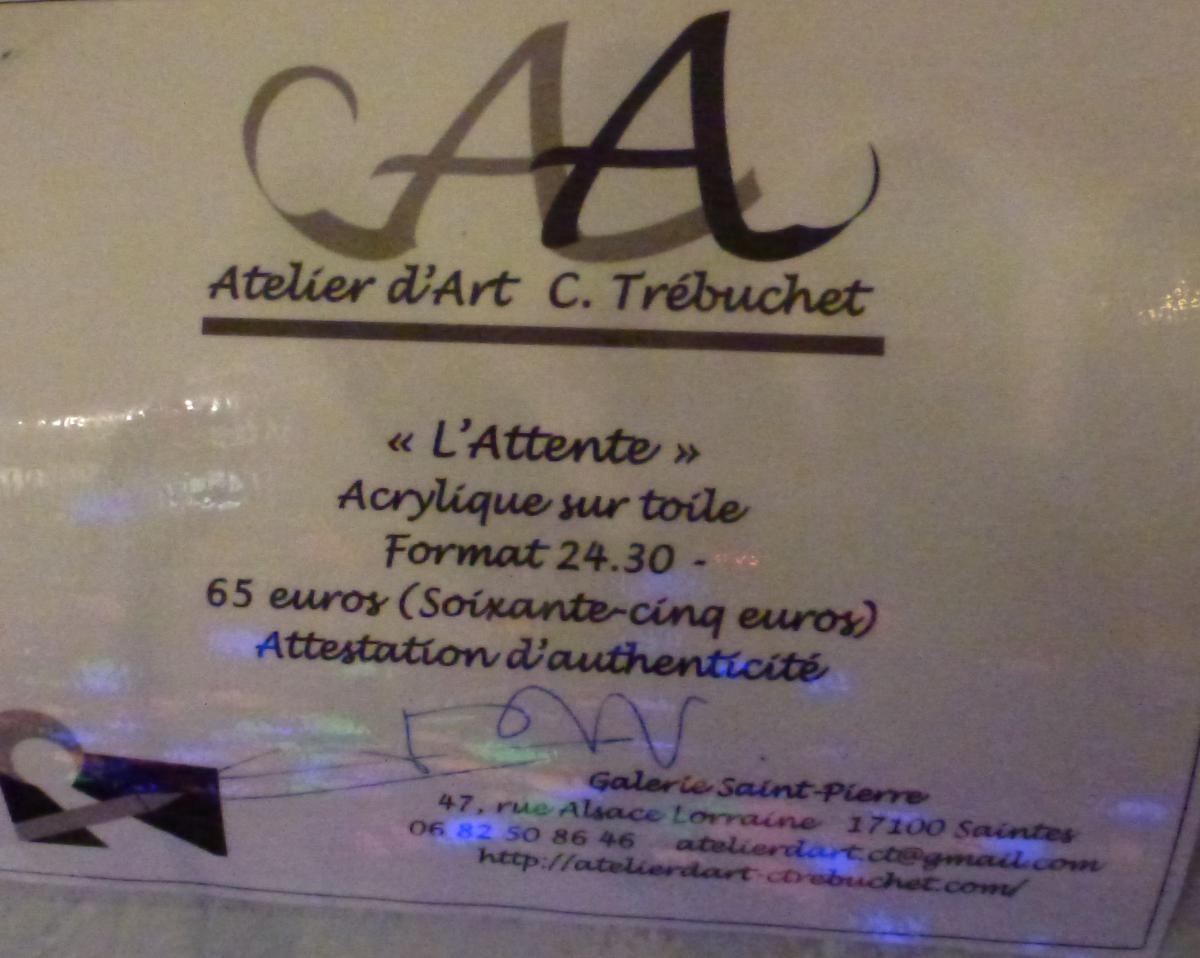 AA
Atelier d'Art C. Trébuchet
« L'Attente »
Acrylique sur toile
Format 24.30 -
65 euros (Soixante-cinq euros)
Attestation d'authenticité
Galerie Saint-Pierre
47, rue Alsace Lorraine 17100 Saintes
06 82 50 86 46 atelierdart.ct@gmail.com
http://atelierdart-ctrebuchet.com/